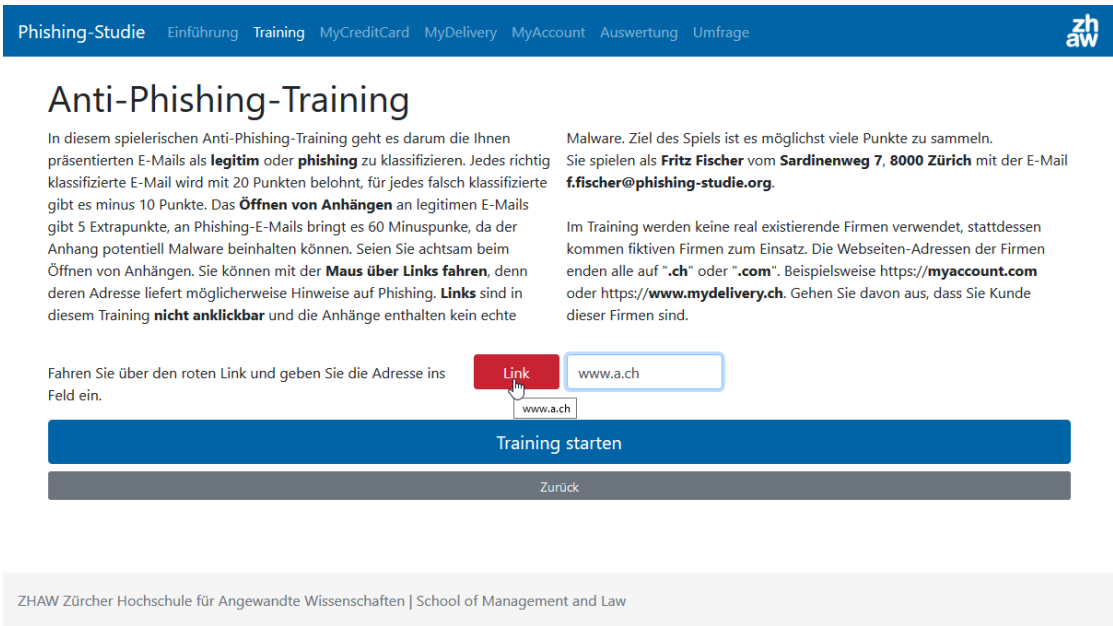 Phishing-Studie Einführung Training MyCreditCard MyDelivery MyAccount Auswertung Umfrage
zh
aw
Anti-Phishing-Training
In diesem spielerischen Anti-Phishing-Training geht es darum die Ihnen
präsentierten E-Mails als legitim oder phishing zu klassifizieren. Jedes richtig
klassifizierte E-Mail wird mit 20 Punkten belohnt, für jedes falsch klassifizierte
gibt es minus 10 Punkte. Das Öffnen von Anhängen an legitimen E-Mails
gibt 5 Extrapunkte, an Phishing-E-Mails bringt es 60 Minuspunke, da der
Anhang potentiell Malware beinhalten können. Seien Sie achtsam beim
Öffnen von Anhängen. Sie können mit der Maus über Links fahren, denn
deren Adresse liefert möglicherweise Hinweise auf Phishing. Links sind in
diesem Training nicht anklickbar und die Anhänge enthalten kein echte
Malware. Ziel des Spiels ist es möglichst viele Punkte zu sammeln.
Sie spielen als Fritz Fischer vom Sardinenweg 7, 8000 Zürich mit der E-Mail
f.fischer@phishing-studie.org.
Im Training werden keine real existierende Firmen verwendet, stattdessen
kommen fiktiven Firmen zum Einsatz. Die Webseiten-Adressen der Firmen
enden alle auf ".ch" oder ".com". Beispielsweise https://myaccount.com
oder https://www.mydelivery.ch. Gehen Sie davon aus, dass Sie Kunde
dieser Firmen sind.
Fahren Sie über den roten Link und geben Sie die Adresse ins
Feld ein.
Link
www.a.ch
www.a.ch
Training starten
Zurück
ZHAW Zürcher Hochschule für Angewandte Wissenschaften | School of Management and Law